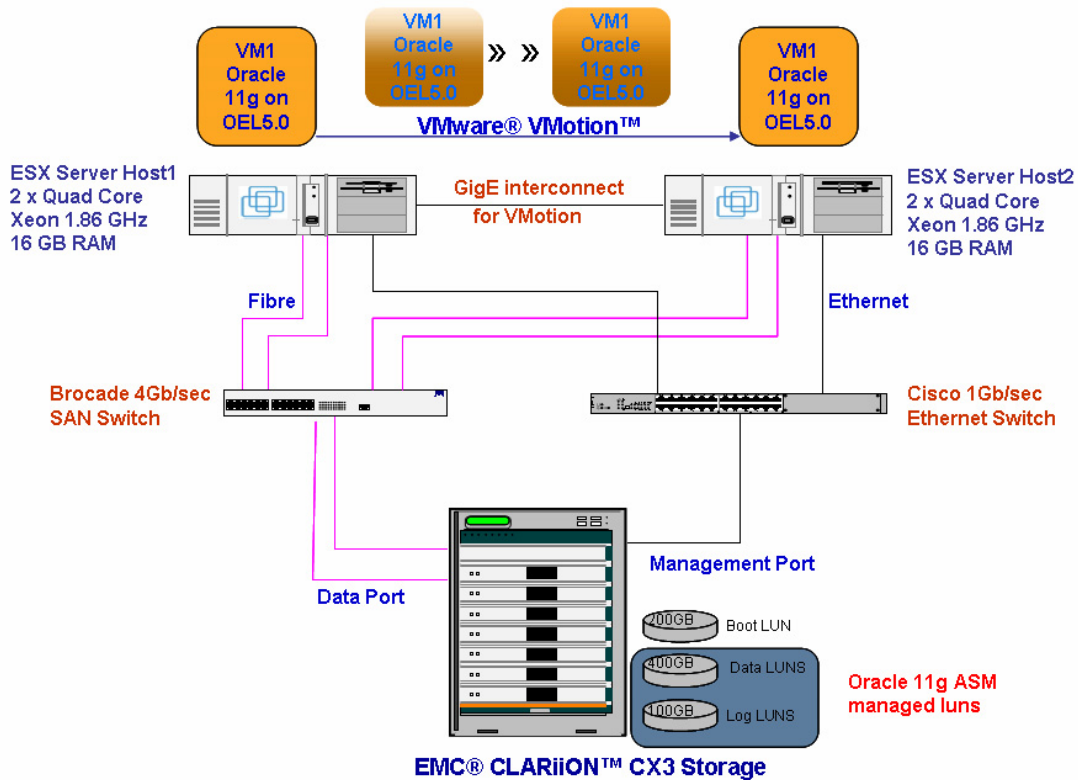 VM1
Oracle
11g on
OEL5.0
VM1
Oracle
11g on
OEL5.0
» »
VM1
Oracle
11g on
OEL5.0
VM1
Oracle
11g on
OEL5.0
VMware® VMotion™
ESX Server Host1
2 x Quad Core
Xeon 1.86 GHz
16 GB RAM
GigE interconnect
for VMotion
ESX Server Host2
2 x Quad Core
Xeon 1.86 GHz
16 GB RAM
Fibre
Ethernet
Brocade 4Gb/sec
SAN Switch
Cisco 1Gb/sec
Ethernet Switch
Management Port
Data Port
200GB
Boot LUN
400GB
Data LUNS
100GB
Log LUNS
Oracle 11g ASM
managed luns
EMC® CLARiiON™ CX3 Storage